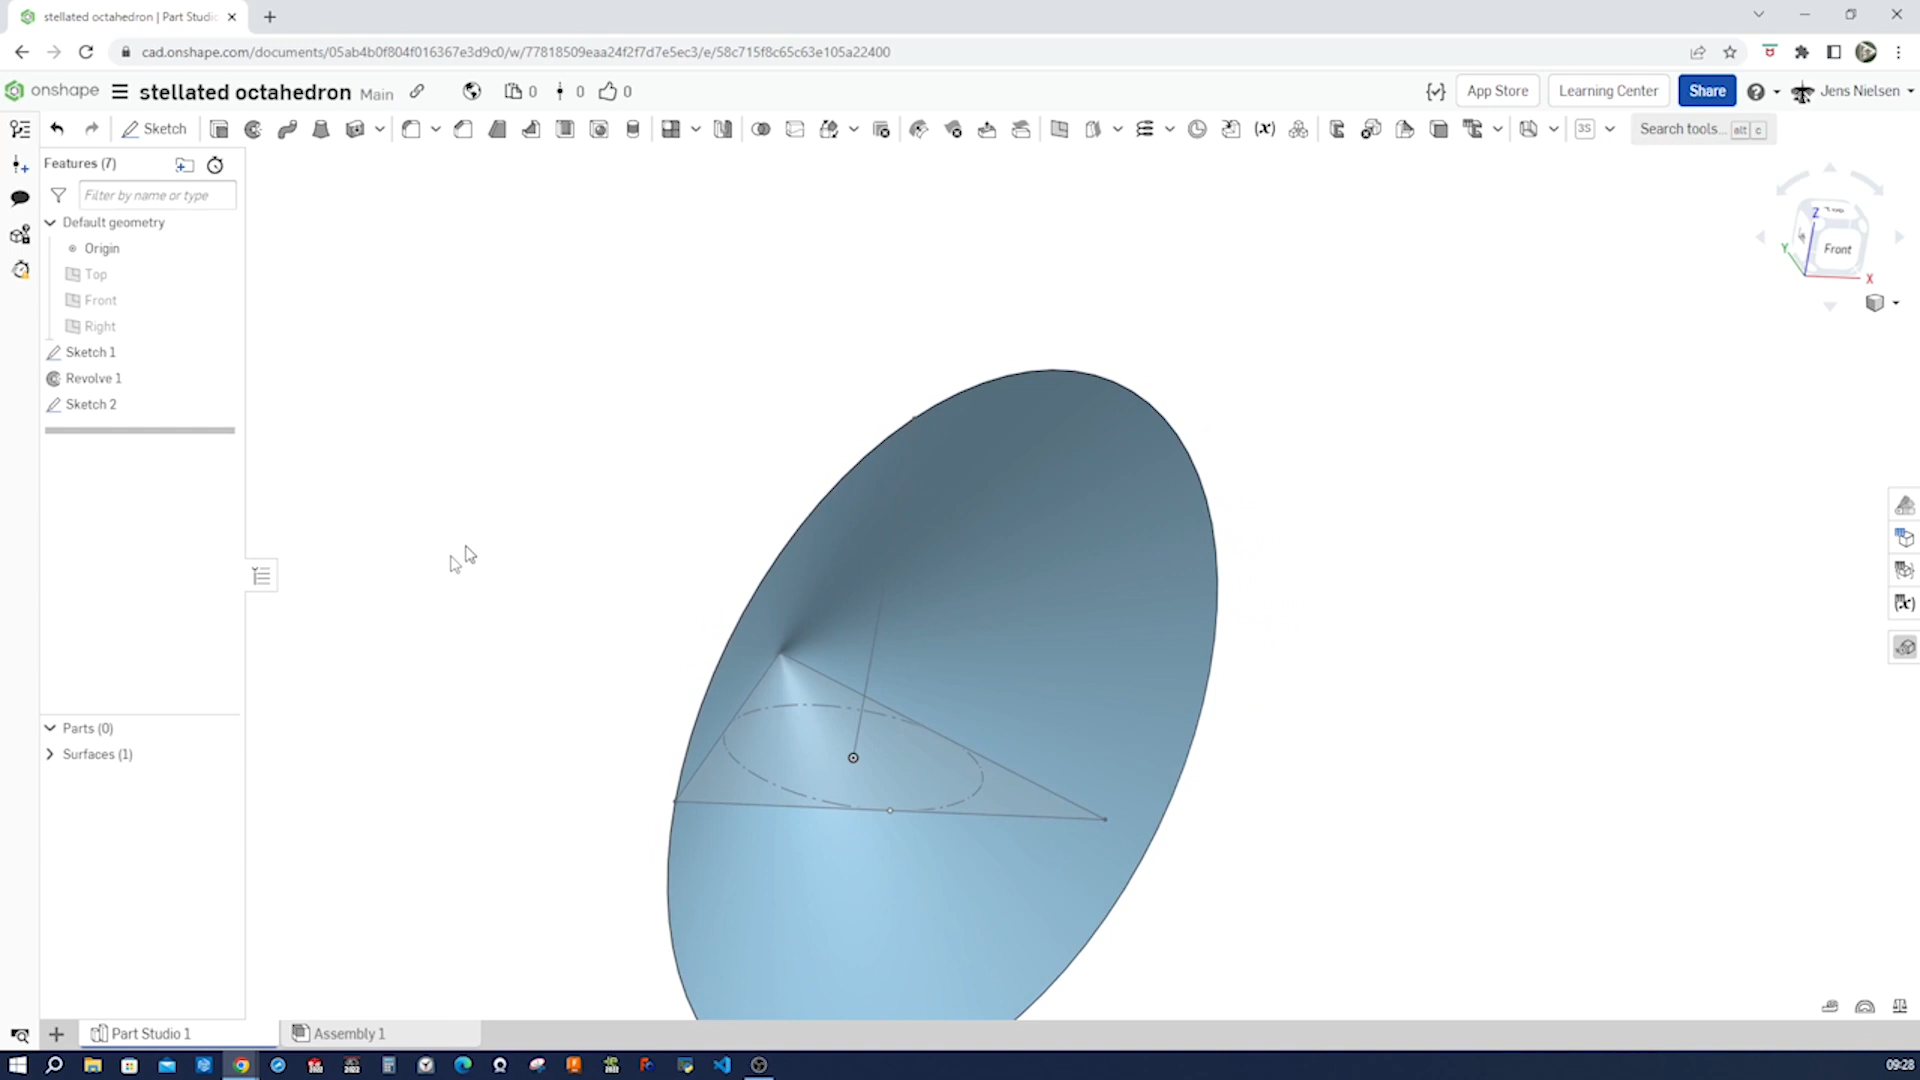 stellated octahedron | Part Studio
cad.onshape.com/documents/05ab4b0f804f016367e3d9c0/w/77818509eaa24f2f7d7e5ec3/e/58c715f8c65c63e105a22400
onshape stellated octahedron Main 0 0 0 App Store Learning Center Share Jens Nielsen
Sketch (x) 3S Search tools... alt c
Features (7)
Filter by name or type
Default geometry
Origin
Top
Front
Right
Sketch 1
Revolve 1
Sketch 2
Z
Y Front
X
(x)
Parts (0)
Surfaces (1)
Part Studio 1 Assembly 1
09:28